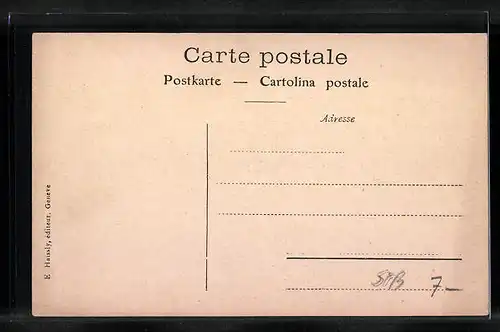 Carte postale
Postkarte — Cartolina postale
Adresse
E. Haissly, éditeur, Genève
7 —